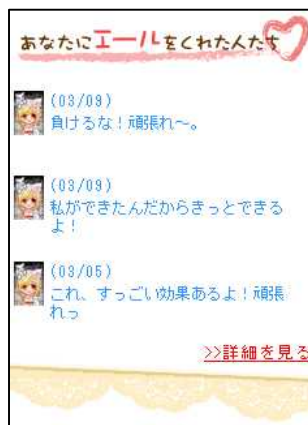 あなたにエールをくれた人たち
(03/09)
負けるな！頑張れ～。
(03/09)
私ができたんだからきっとできる
よ！
(03/05)
これ、すっごい効果あるよ！頑張
れっ
>>詳細を見る